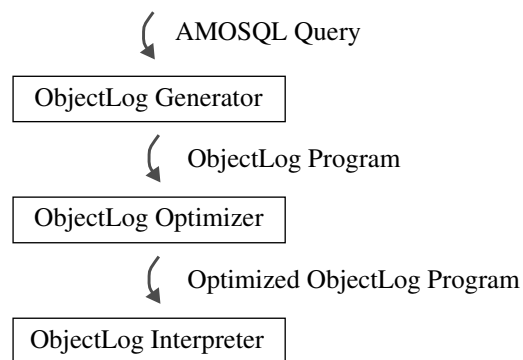 AMOSQL Query
ObjectLog Generator
ObjectLog Program
ObjectLog Optimizer
Optimized ObjectLog Program
ObjectLog Interpreter